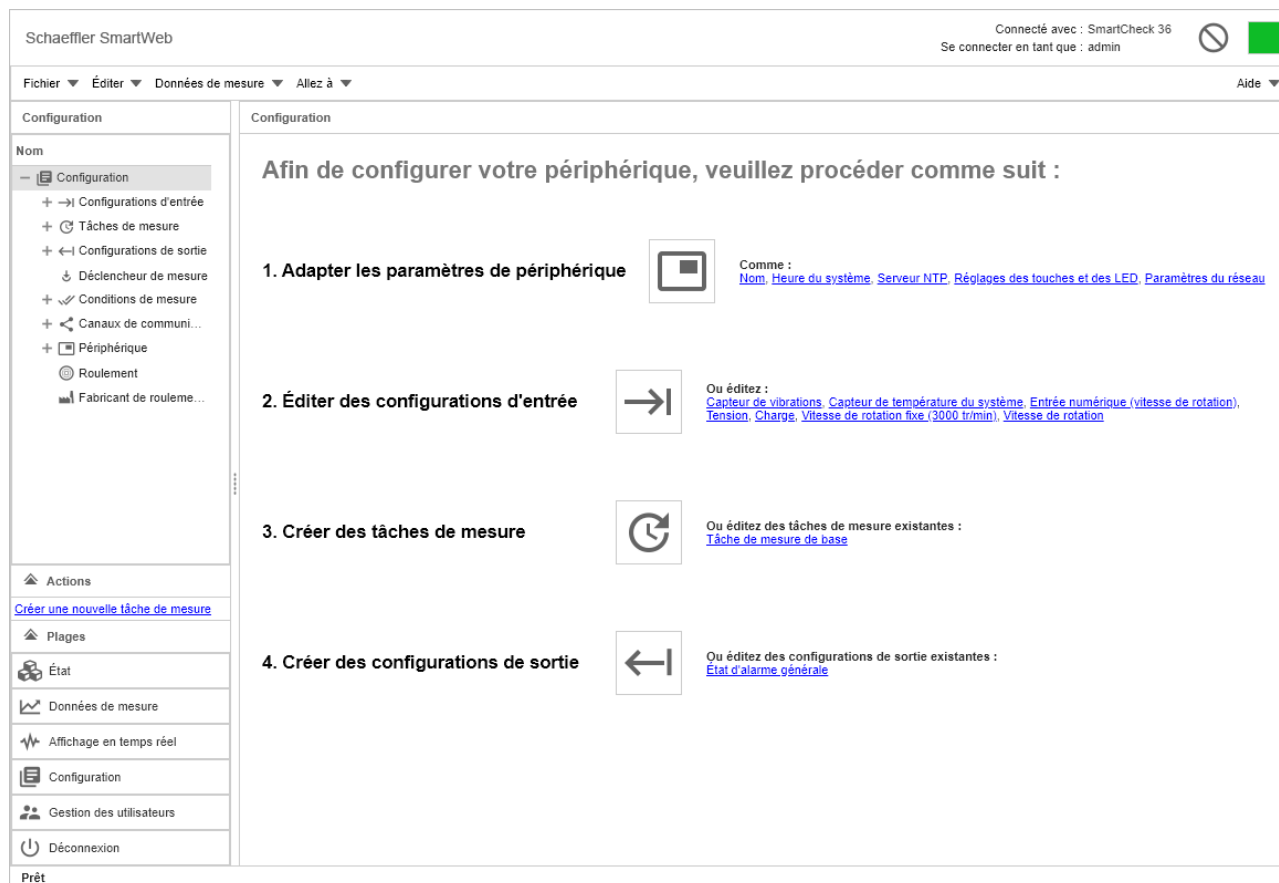 Schaeffler SmartWeb
Connecté avec : SmartCheck 36
Se connecter en tant que : admin
Fichier Éditer Données de mesure Allez à Aide
Configuration
Nom
Configuration
Configurations d'entrée
Tâches de mesure
Configurations de sortie
Déclencheur de mesure
Conditions de mesure
Canaux de communi...
Périphérique
Roulement
Fabricant de rouleme...
Actions
Créer une nouvelle tâche de mesure
Plages
État
Données de mesure
Affichage en temps réel
Configuration
Gestion des utilisateurs
Déconnexion
Prêt
Configuration
Afin de configurer votre périphérique, veuillez procéder comme suit :
1. Adapter les paramètres de périphérique
Comme :
Nom, Heure du système, Serveur NTP, Réglages des touches et des LED, Paramètres du réseau
2. Éditer des configurations d'entrée
Ou éditez :
Capteur de vibrations, Capteur de température du système, Entrée numérique (vitesse de rotation),
Tension, Charge, Vitesse de rotation fixe (3000 tr/min), Vitesse de rotation
3. Créer des tâches de mesure
Ou éditez des tâches de mesure existantes :
Tâche de mesure de base
4. Créer des configurations de sortie
Ou éditez des configurations de sortie existantes :
État d'alarme générale